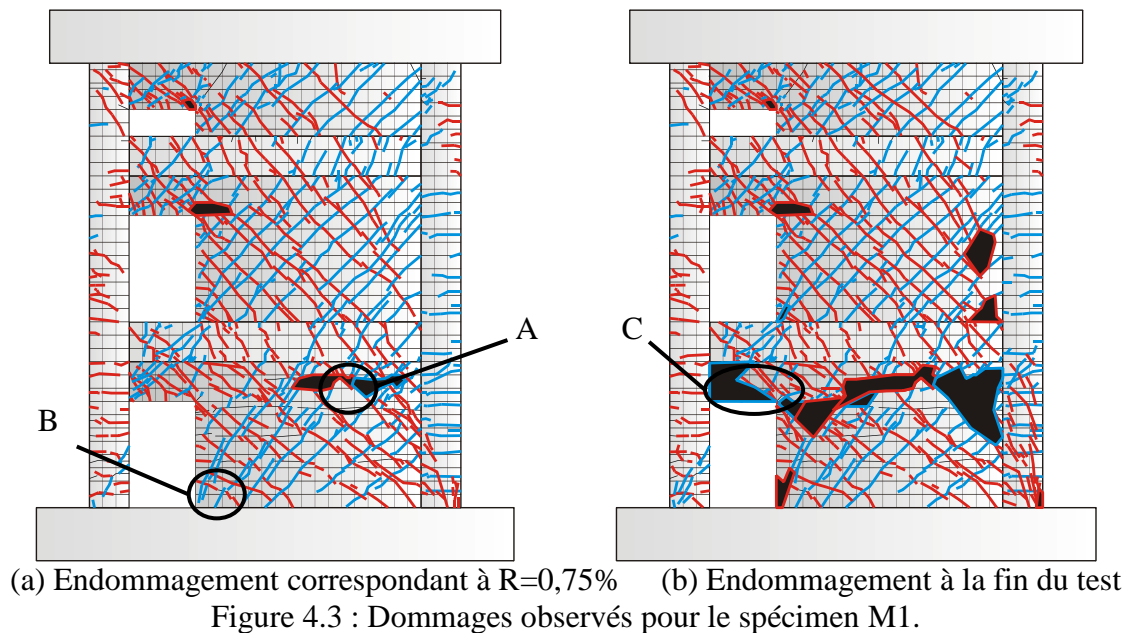 A
C
B
(a) Endommagement correspondant à R=0,75% (b) Endommagement à la fin du test
Figure 4.3 : Dommages observés pour le spécimen M1.